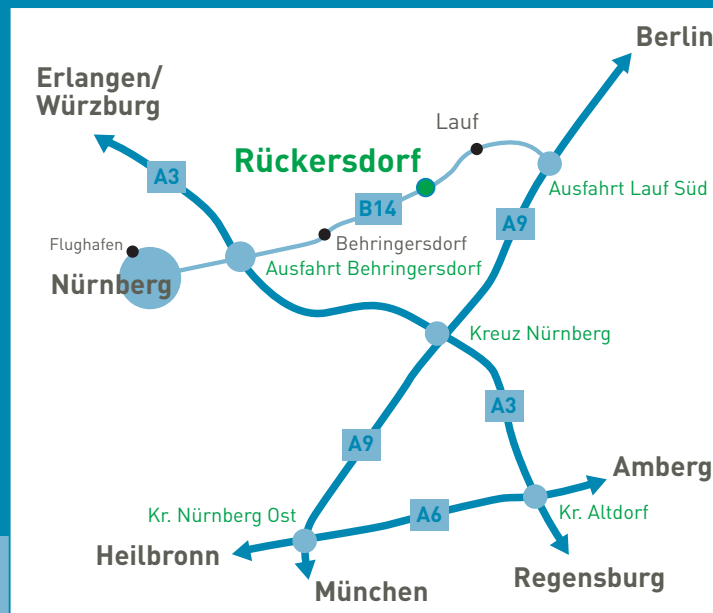 Berlin
Erlangen/
Würzburg
Lauf
Rückersdorf
A3
Ausfahrt Lauf Süd
B14
A9
Flughafen
Behringersdorf
Ausfahrt Behringersdorf
Nürnberg
Kreuz Nürnberg
A3
A9
Amberg
Kr. Nürnberg Ost
A6
Kr. Altdorf
Heilbronn
München
Regensburg